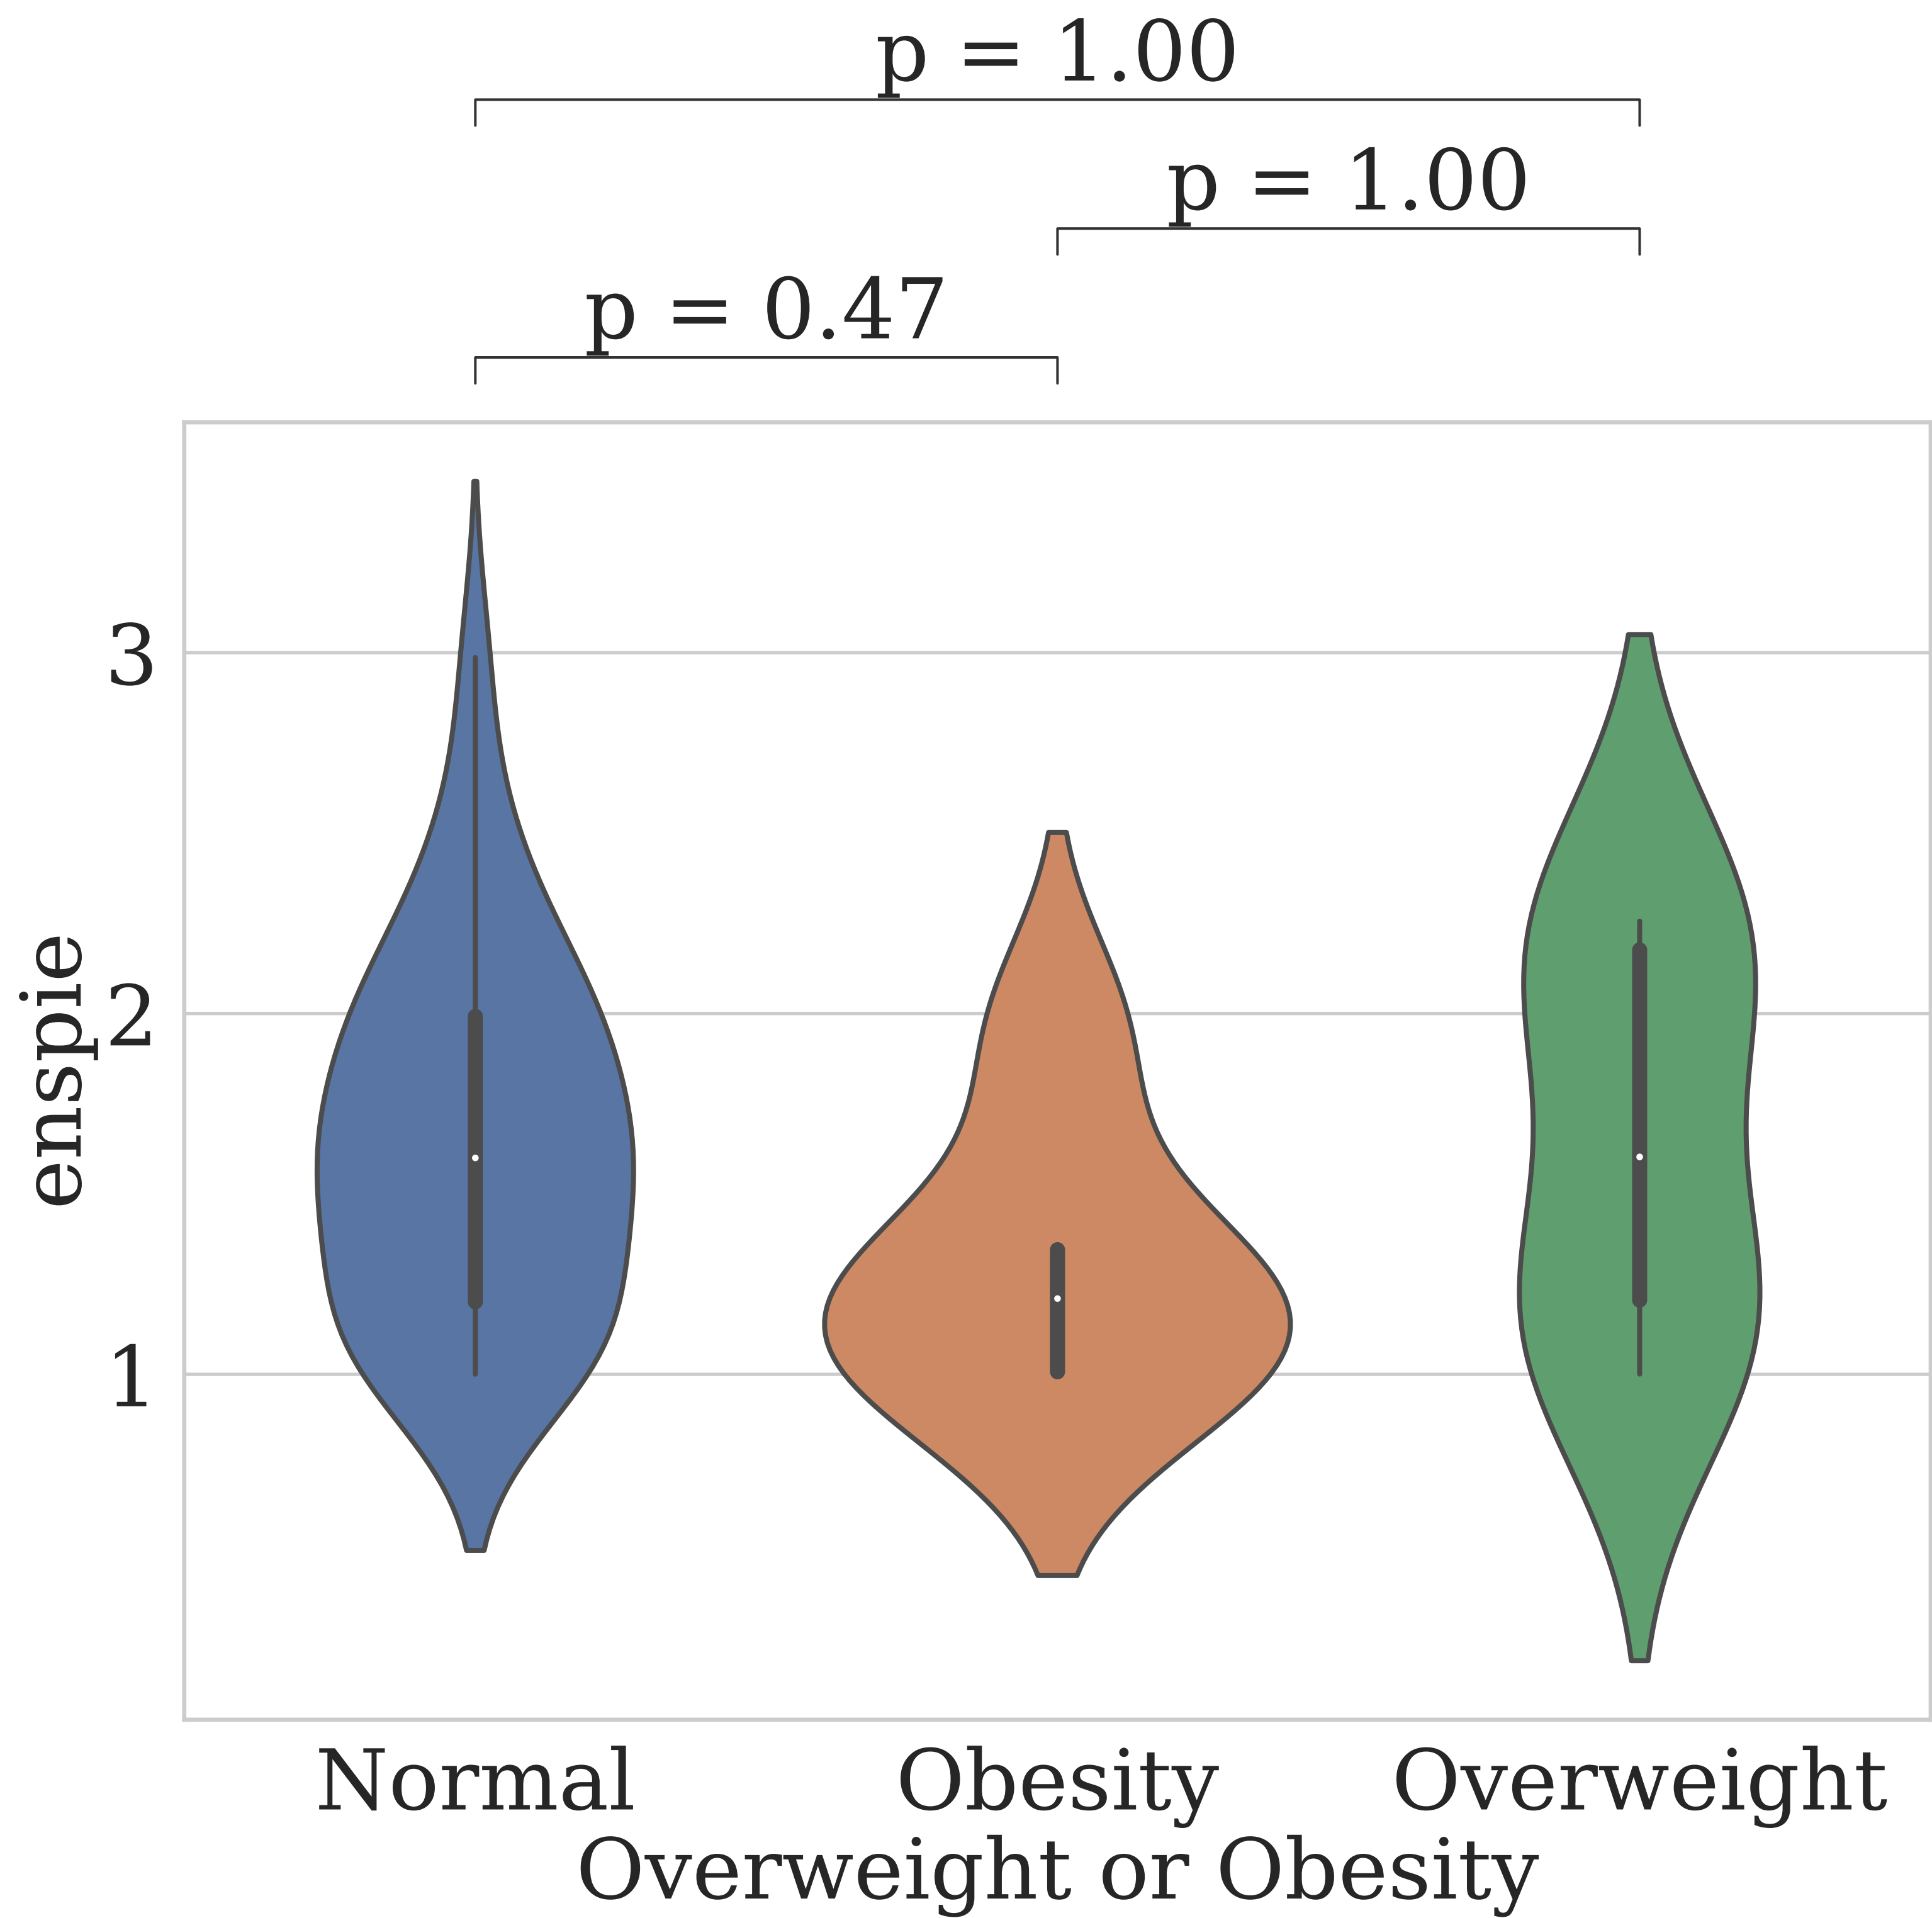 p = 1.00
p = 1.00
p = 0.47
3
2
1
enspie
Normal Obesity Overweight
Overweight or Obesity